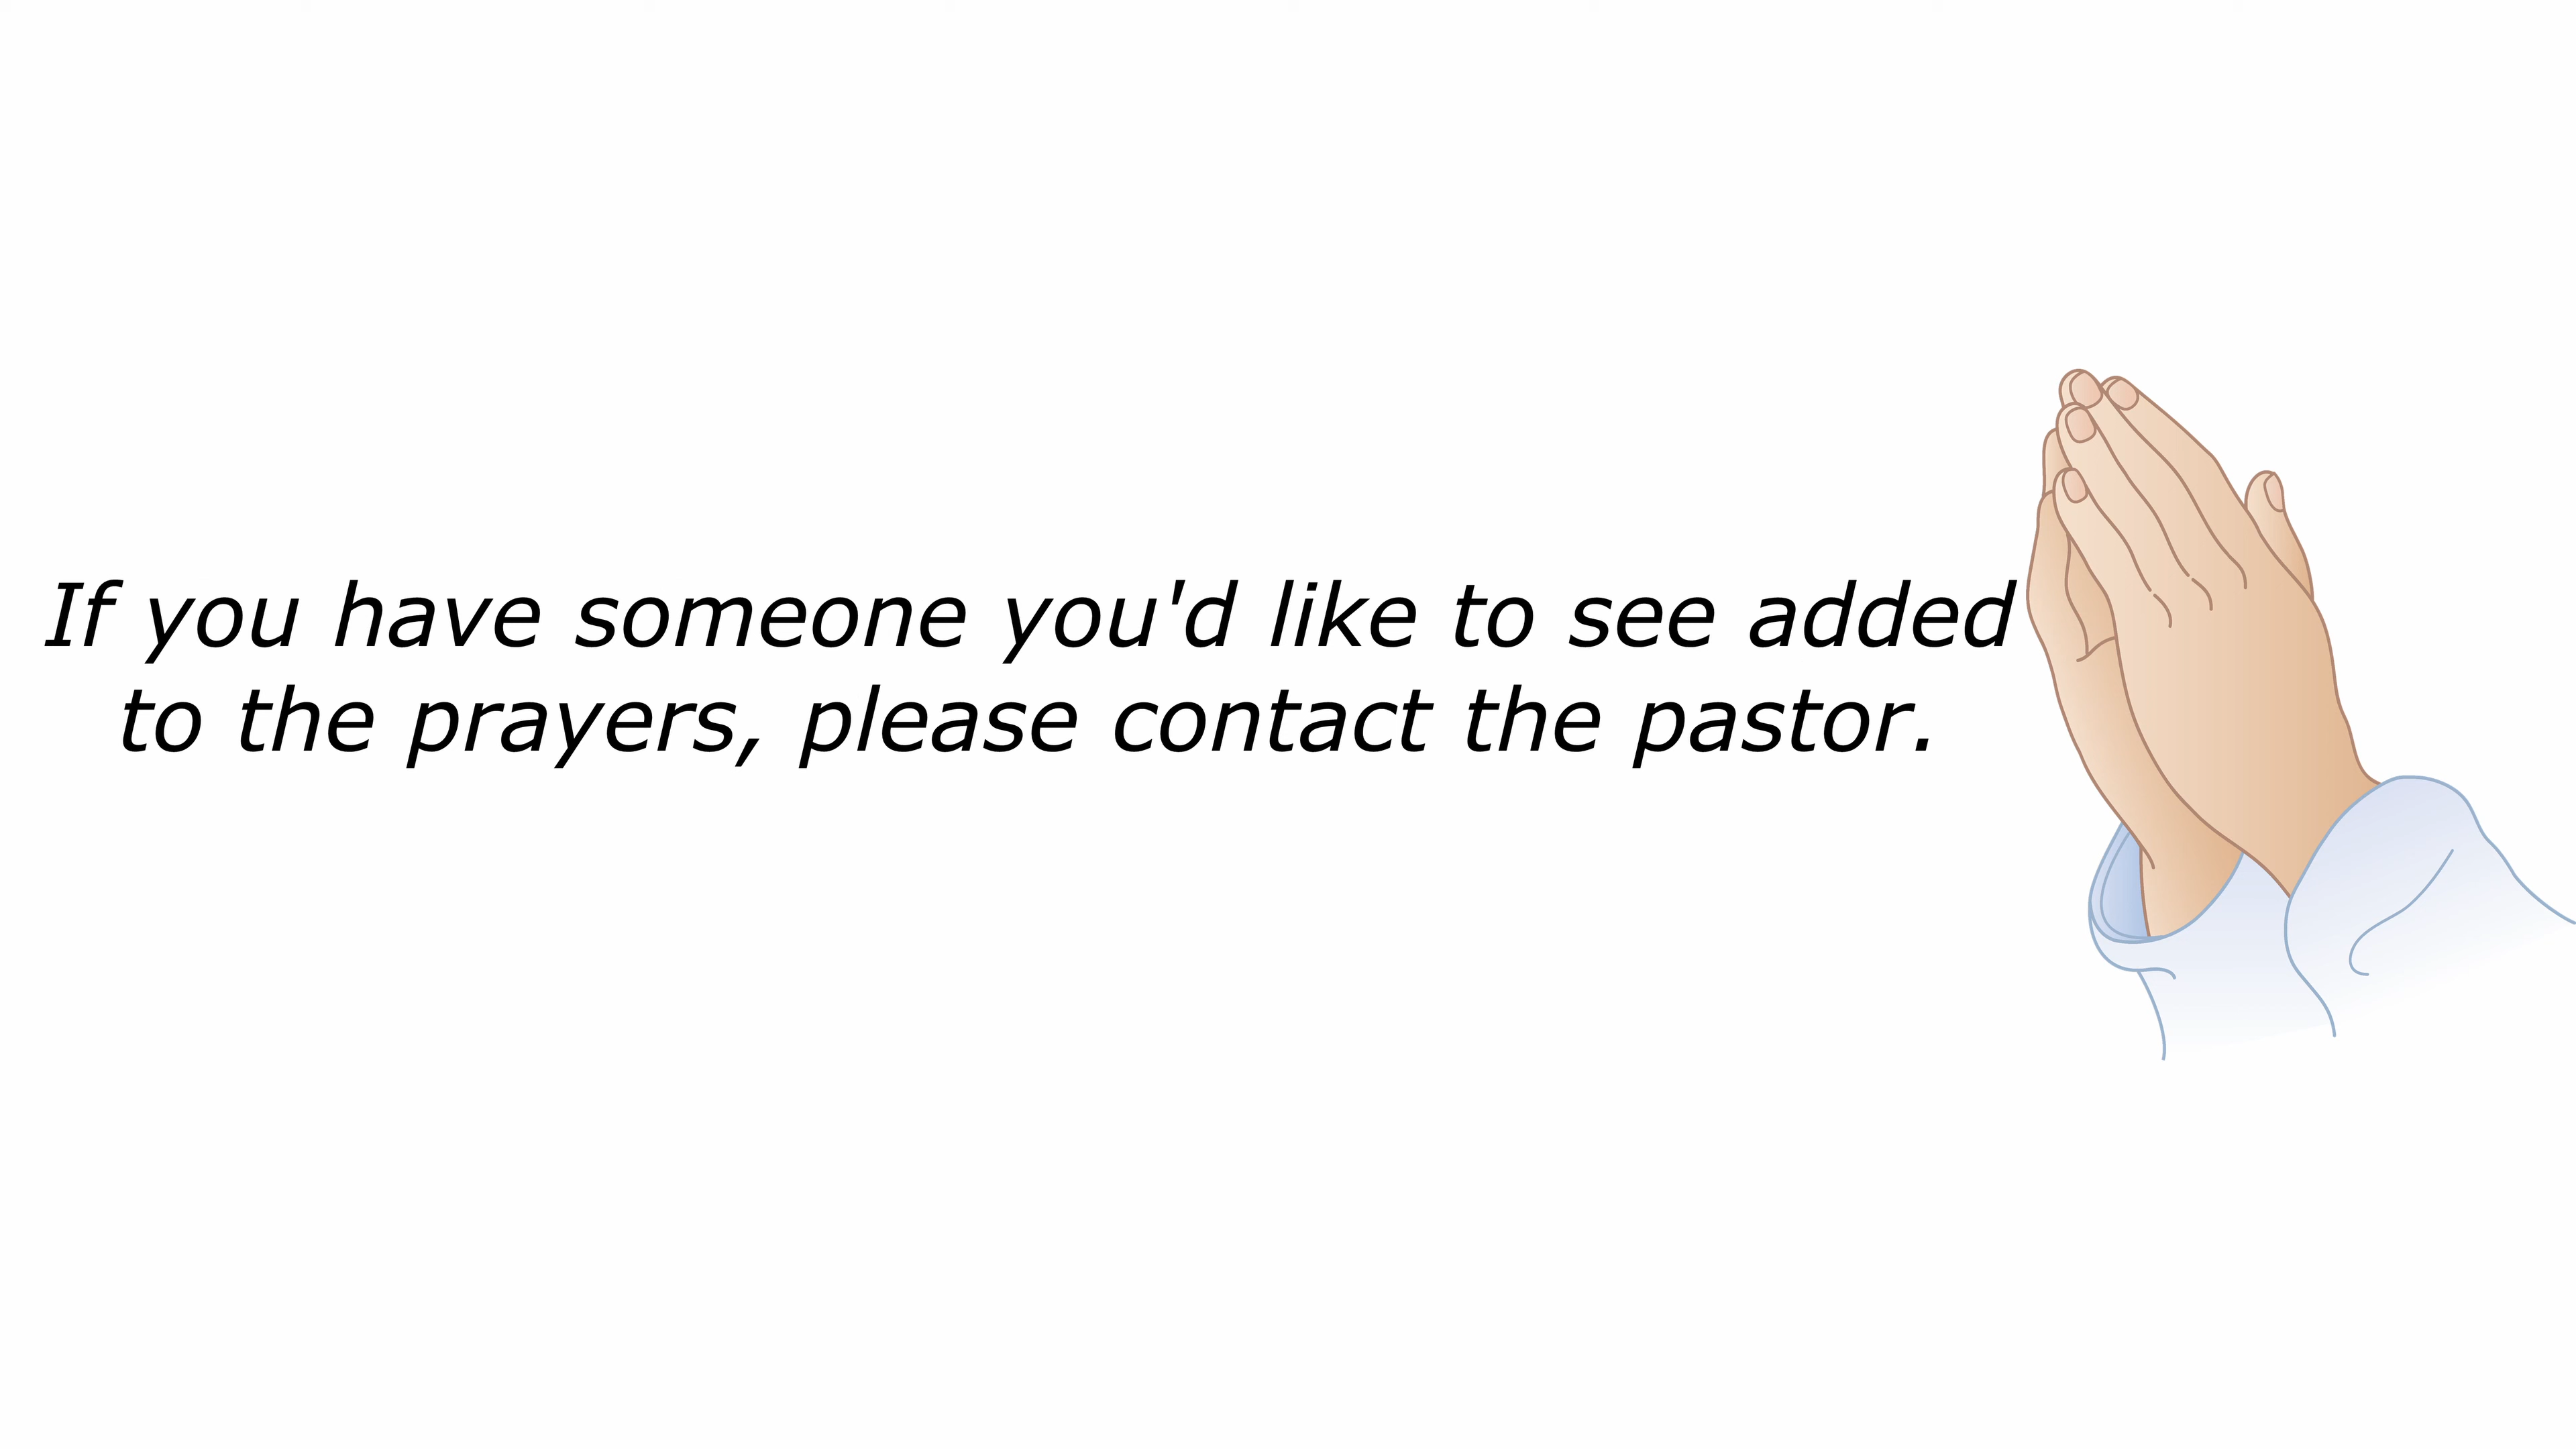 If you have someone you'd like to see added
to the prayers, please contact the pastor.